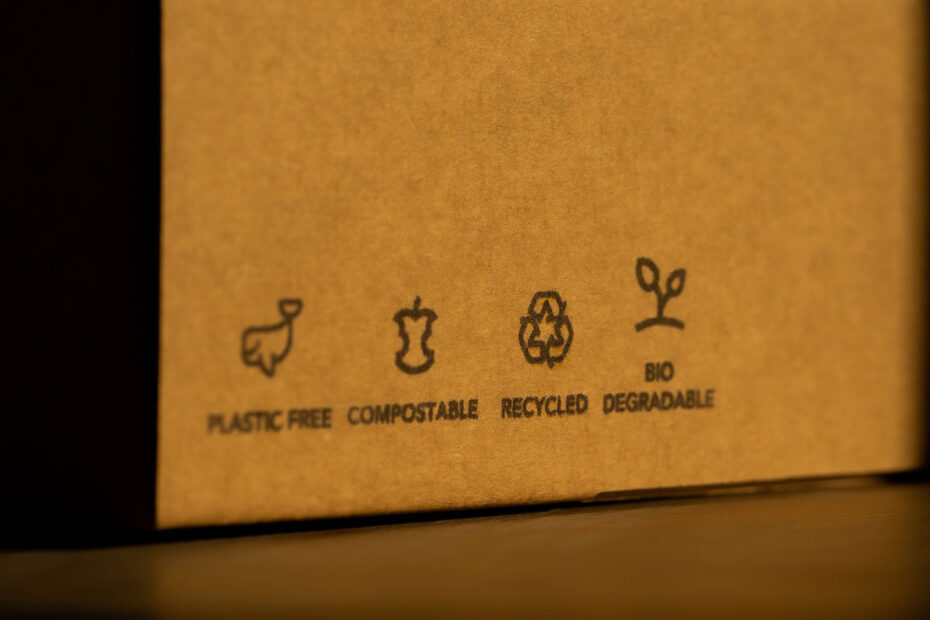 PLASTIC FREE
COMPOSTABLE
RECYCLED
BIO
DEGRADABLE